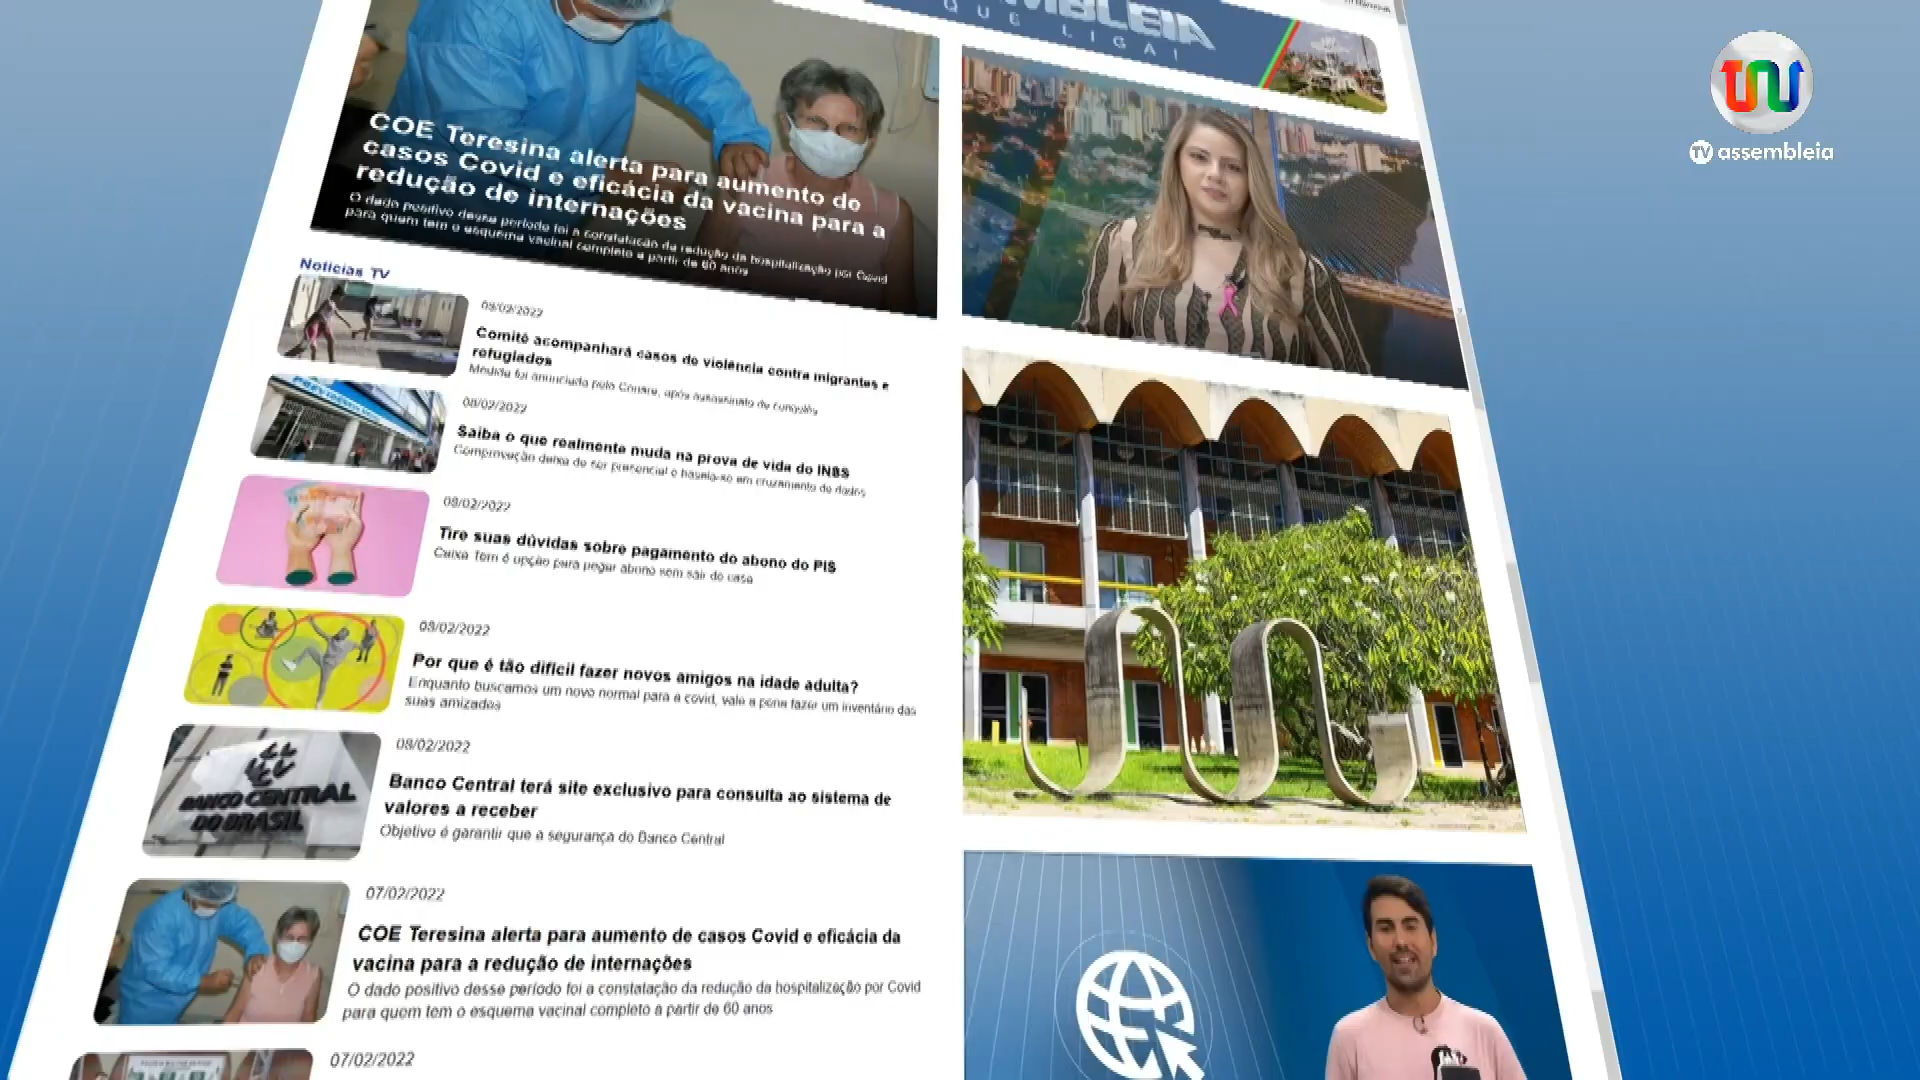 MBLEIA
QUE LIGA!
TV assembleia
COE Teresina alerta para aumento de
casos Covid e eficácia da vacina para a
redução de internações
O dado positivo desse período foi a constatação da redução da hospitalização por Covid
para quem tem o esquema vacinal completo a partir de 60 anos
Notícias TV
08/02/2022
Comitê acompanhará casos de violência contra migrantes e
refugiados
Medida foi anunciada pelo Conare, após assassinato de congolês
08/02/2022
Saiba o que realmente muda na prova de vida do INSS
Comprovação deixa de ser presencial e baseia-se em cruzamento de dados
08/02/2022
Tire suas dúvidas sobre pagamento do abono do PIS
Caixa Tem é opção para pegar abono sem sair de casa
08/02/2022
Por que é tão difícil fazer novos amigos na idade adulta?
Enquanto buscamos um novo normal para a covid, vale a pena fazer um inventário das
suas amizades
BANCO CENTRAL
DO BRASIL
08/02/2022
Banco Central terá site exclusivo para consulta ao sistema de
valores a receber
Objetivo é garantir que a segurança do Banco Central
07/02/2022
COE Teresina alerta para aumento de casos Covid e eficácia da
vacina para a redução de internações
O dado positivo desse período foi a constatação da redução da hospitalização por Covid
para quem tem o esquema vacinal completo a partir de 60 anos
07/02/2022